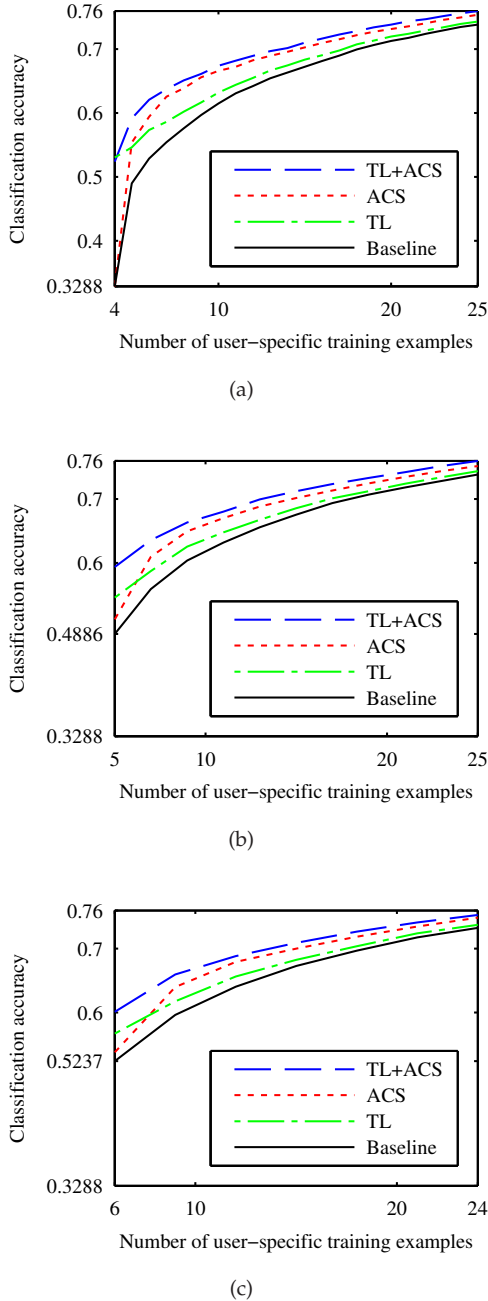 0.76
0.7
0.6
0.5
0.4
0.3288
Classification accuracy
TL+ACS
ACS
TL
Baseline
4 10 20 25
Number of user−specific training examples
(a)
0.76
0.7
0.6
0.4886
0.3288
Classification accuracy
TL+ACS
ACS
TL
Baseline
5 10 20 25
Number of user−specific training examples
(b)
0.76
0.7
0.6
0.5237
0.3288
Classification accuracy
TL+ACS
ACS
TL
Baseline
6 10 20 24
Number of user−specific training examples
(c)